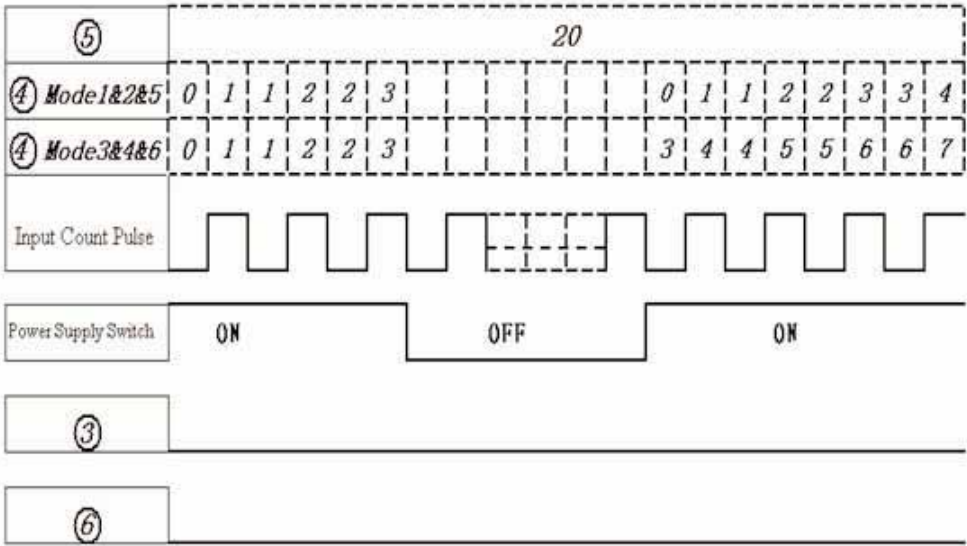 ⑤ 20
④ Mode1&2&5 0 1 1 2 2 3 0 1 1 2 2 3 3 4
④ Mode3&4&6 0 1 1 2 2 3 3 4 4 5 5 6 6 7
Input Count Pulse
Power Supply Switch ON OFF ON
③
⑥